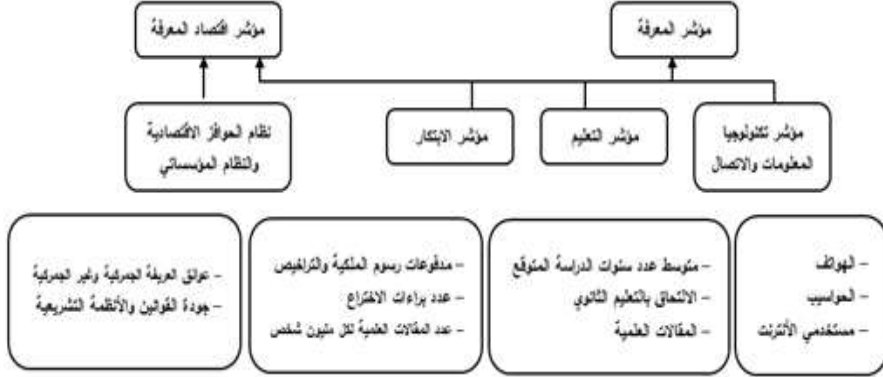 مؤشر المعرفة
مؤشر اقتصاد المعرفة
مؤشر تكنولوجيا
المعلومات والاتصال
مؤشر التعليم
مؤشر الابتكار
نظام الحوافز الاقتصادية
والنظام المؤسساتي
– الهواتف
– الحواسيب
– مستخدمي الأنترنت
– متوسط عدد سنوات الدراسة المتوقع
– الالتحاق بالتعليم الثانوي
– المقالات العلمية
– مدفوعات رسوم الملكية والتراخيص
– عدد براءات الاختراع
– عدد المقالات العلمية لكل مليون شخص
– عوائق العريفة الجمركية وغير الجمركية
– جودة القوانين والأنظمة التشريعية